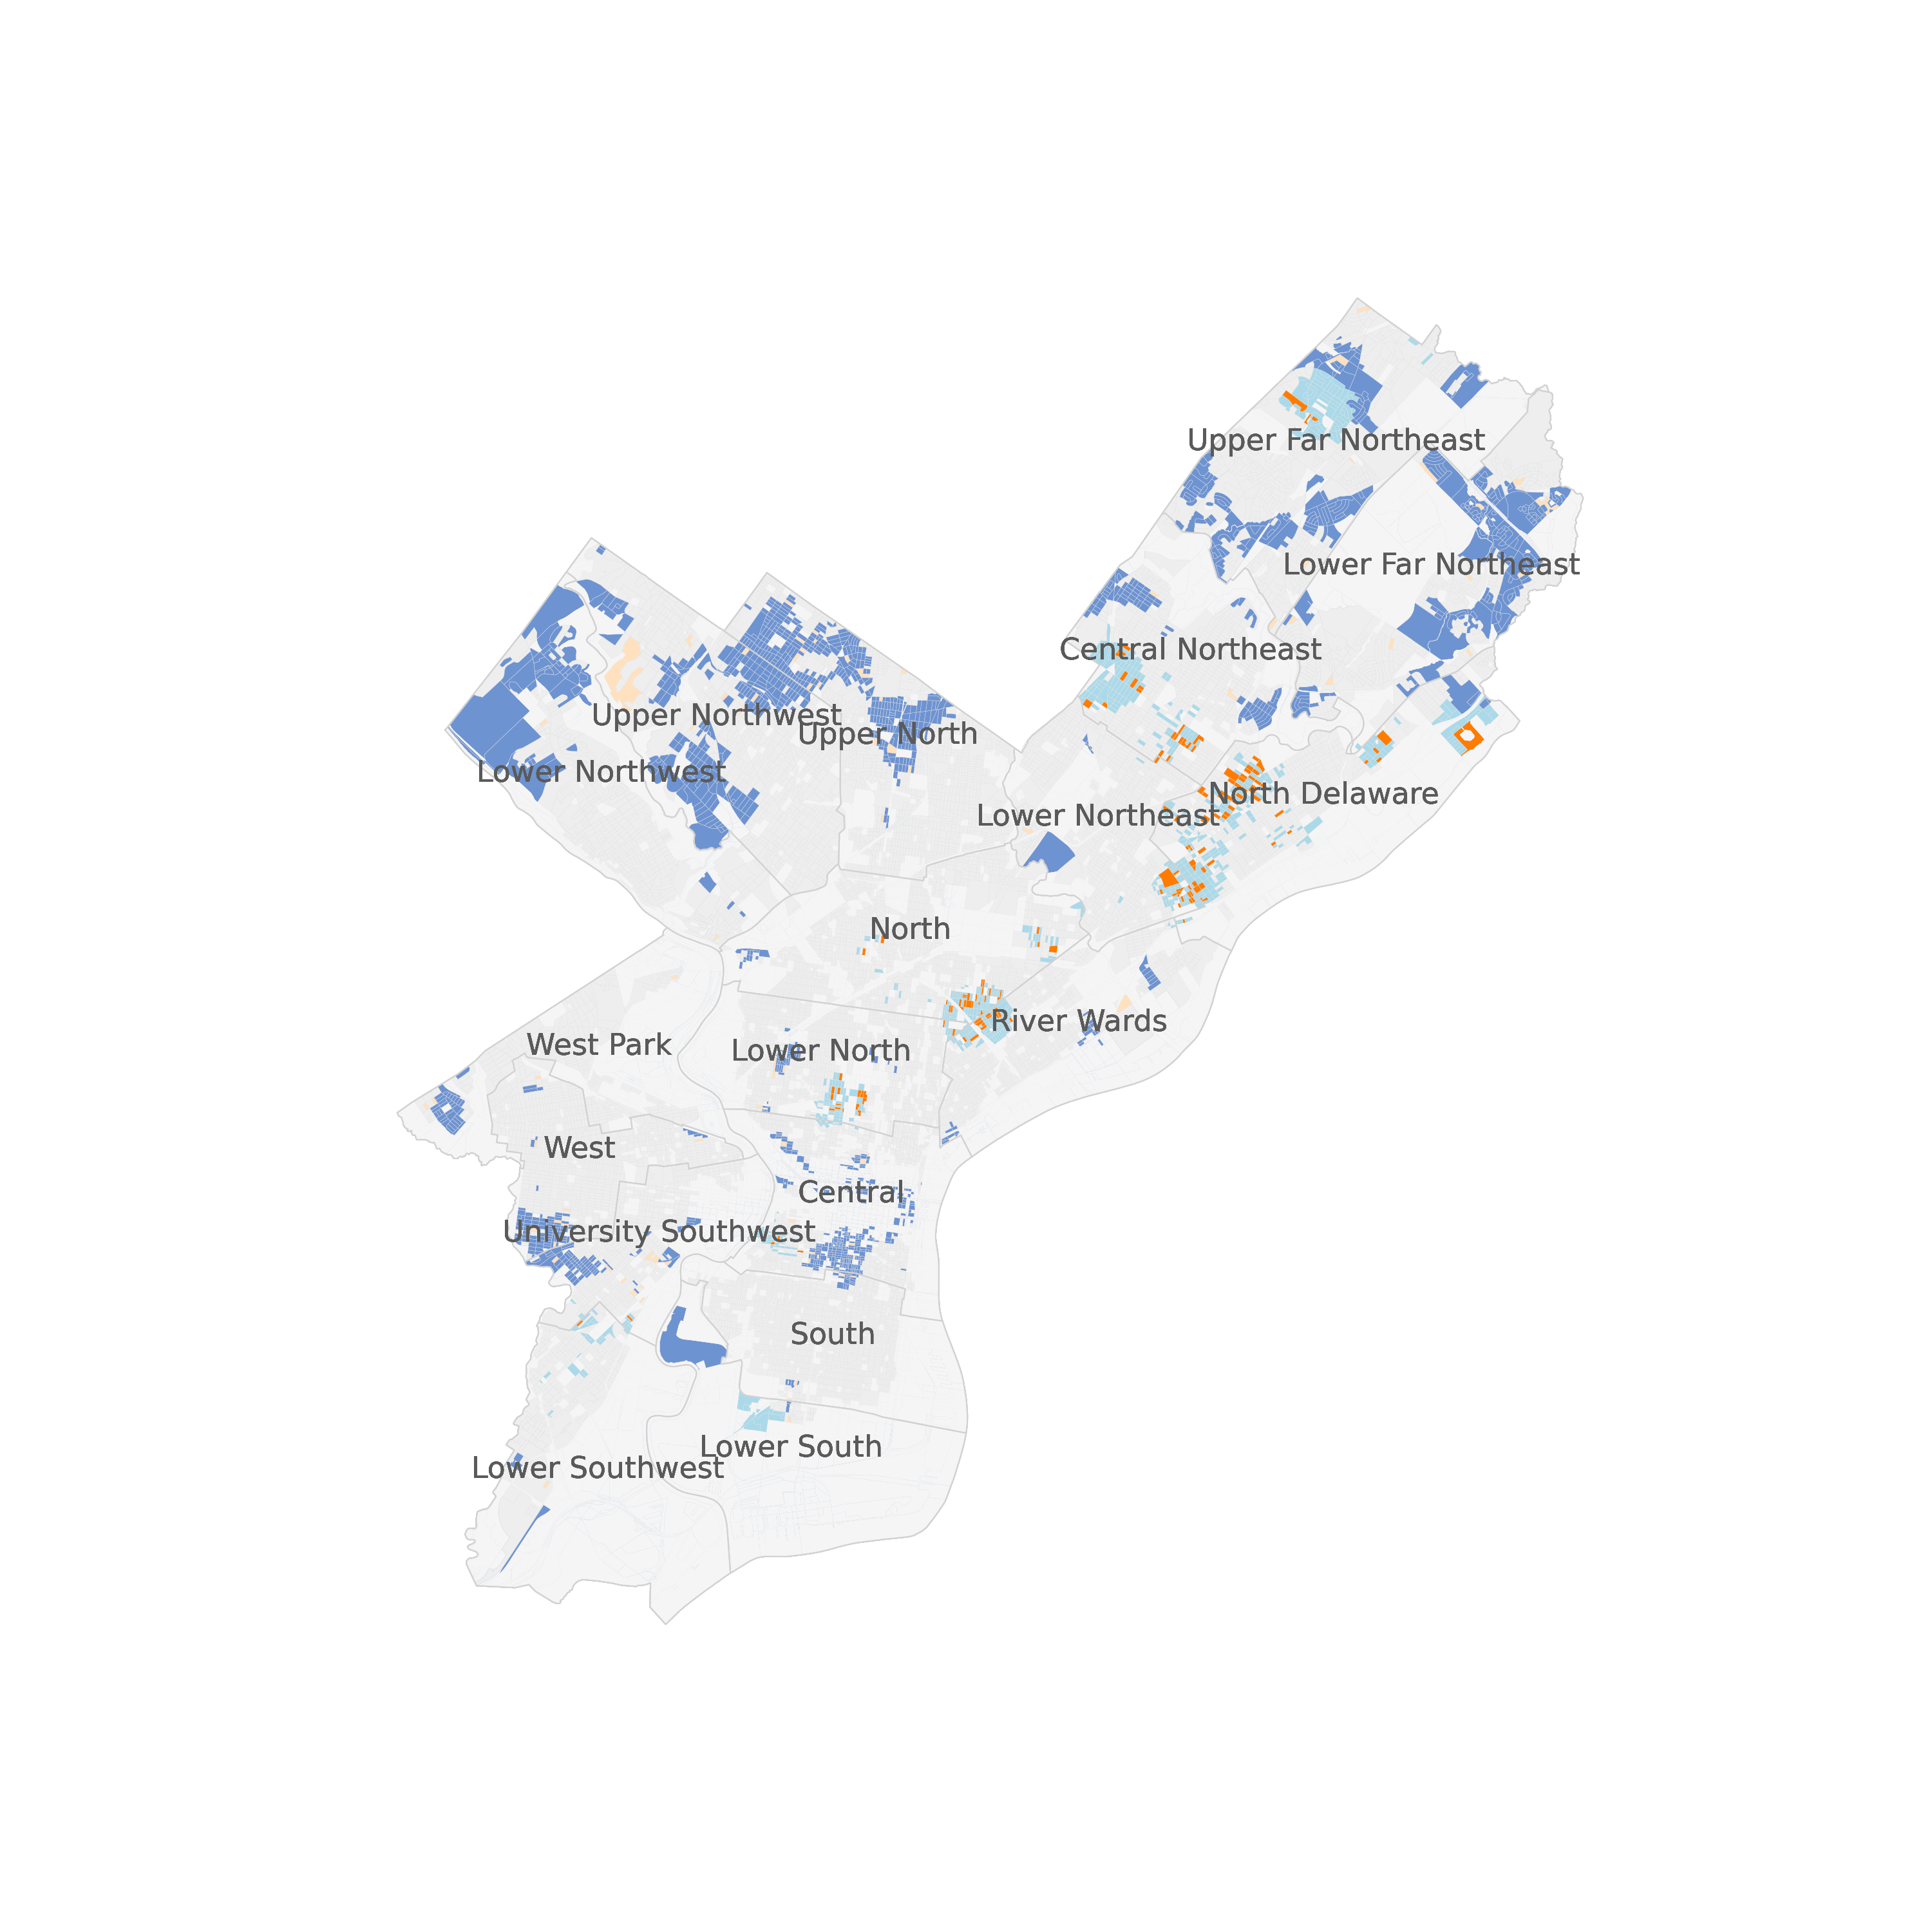 Upper Far Northeast
Lower Far Northeast
Central Northeast
Upper Northwest
Upper North
Lower Northwest
North Delaware
Lower Northeast
North
River Wards
West Park
Lower North
West
Central
University Southwest
South
Lower South
Lower Southwest